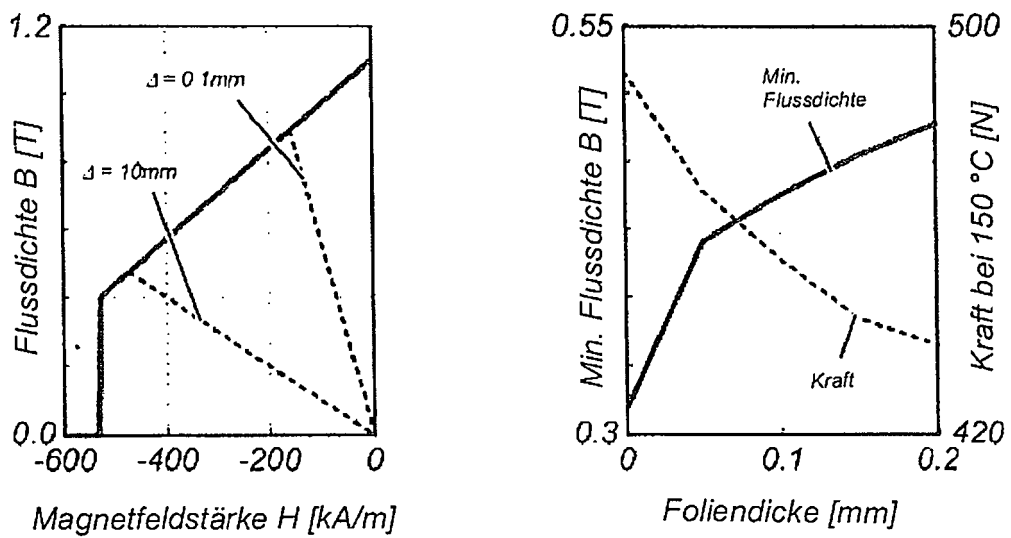 1.2
Flussdichte B [T]
0.0
Δ = 0 1mm
Δ = 10mm
-600
-400
-200
0
Magnetfeldstärke H [kA/m]
0.55
Min. Flussdichte B [T]
0.3
Min.
Flussdichte
Kraft
500
Kraft bei 150 °C [N]
420
0
0.1
0.2
Foliendicke [mm]